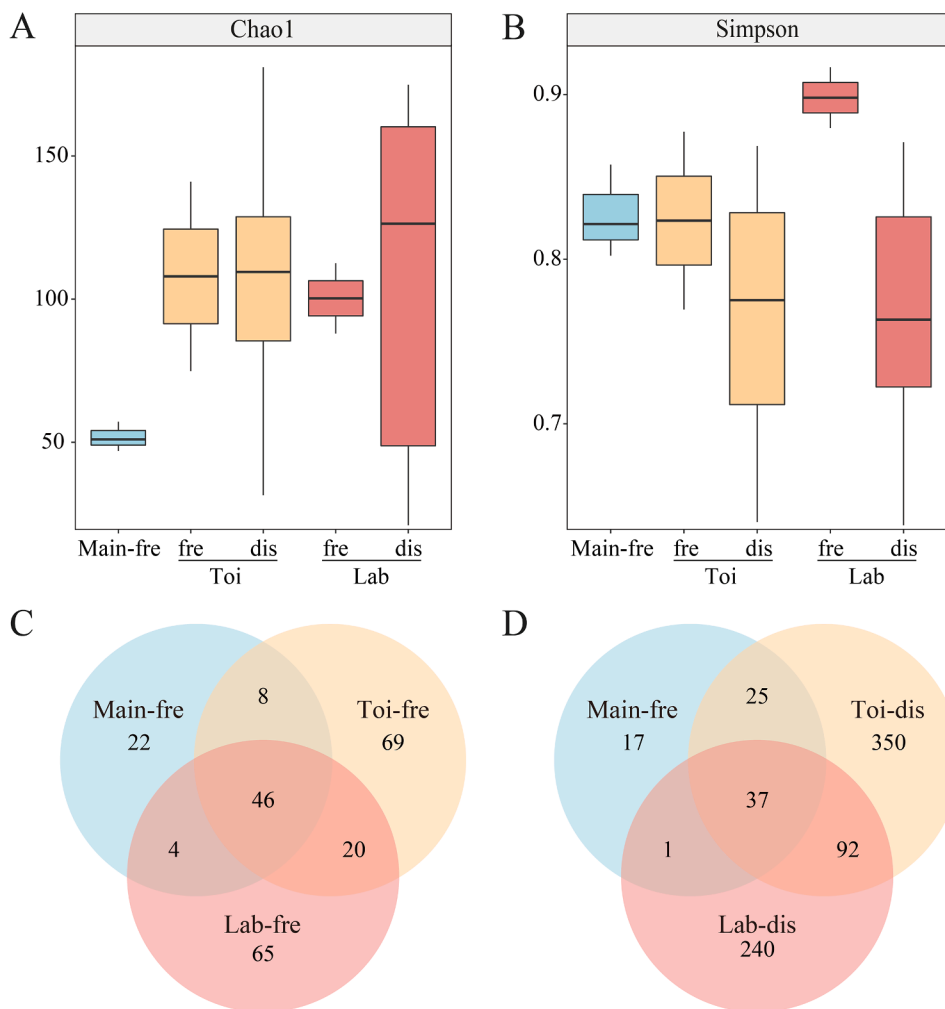 A
Chao1
150
100
50
Main-fre fre dis fre dis
Toi Lab
B
Simpson
0.9
0.8
0.7
Main-fre fre dis fre dis
Toi Lab
C
8
Main-fre Toi-fre
22 69
46
4 20
Lab-fre
65
D
25
Main-fre Toi-dis
17 350
37
1 92
Lab-dis
240